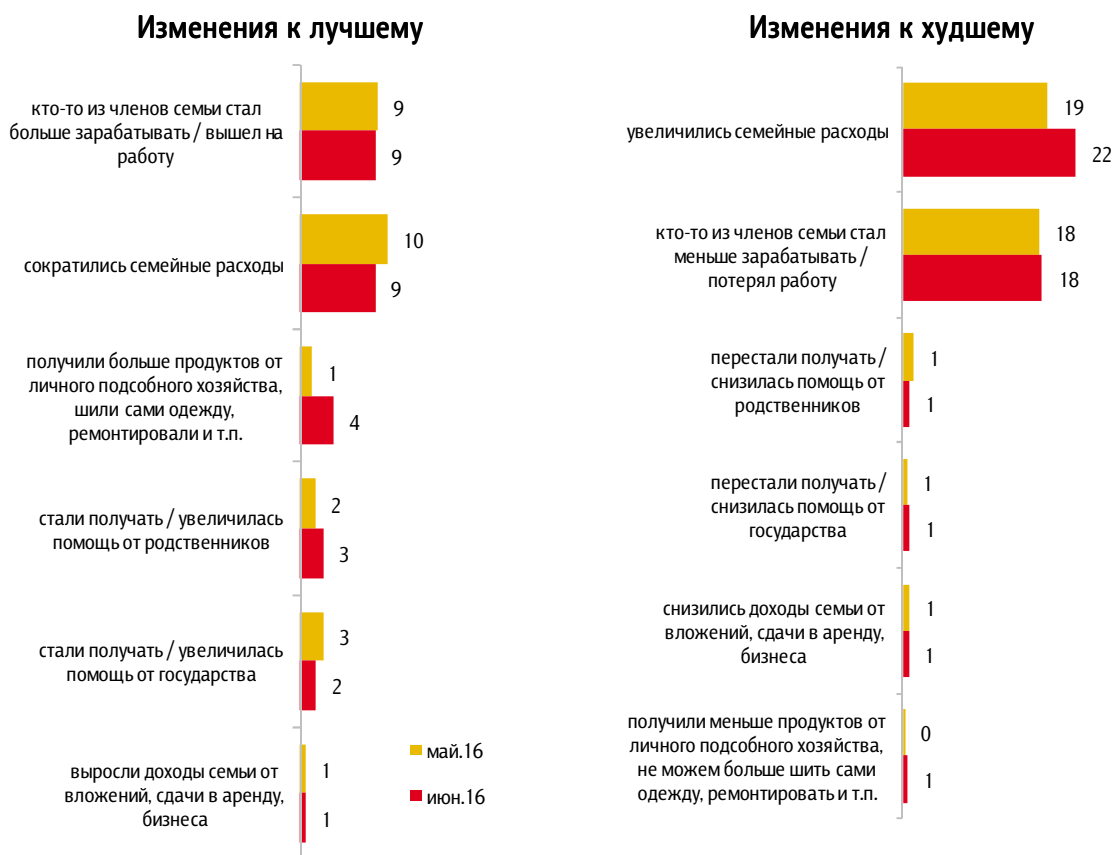 Изменения к лучшему
кто-то из членов семьи стал
больше зарабатывать / вышел на
работу
9
9
сократились семейные расходы
10
9
получили больше продуктов от
личного подсобного хозяйства,
шили сами одежду,
ремонтировали и т.п.
1
4
стали получать / увеличилась
помощь от родственников
2
3
стали получать / увеличилась
помощь от государства
3
2
выросли доходы семьи от
вложений, сдачи в аренду,
бизнеса
1
1
май.16
июн.16
Изменения к худшему
увеличились семейные расходы
19
22
кто-то из членов семьи стал
меньше зарабатывать /
потерял работу
18
18
перестали получать /
снизилась помощь от
родственников
1
1
перестали получать /
снизилась помощь от
государства
1
1
снизились доходы семьи от
вложений, сдачи в аренду,
бизнеса
1
1
получили меньше продуктов от
личного подсобного хозяйства,
не можем больше шить сами
одежду, ремонтировать и т.п.
0
1